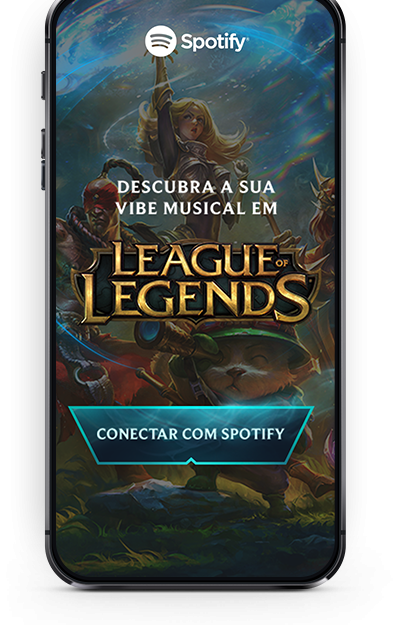 Spotify
DESCUBRA A SUA
VIBE MUSICAL EM
LEAGUE OF
LEGENDS
CONECTAR COM SPOTIFY